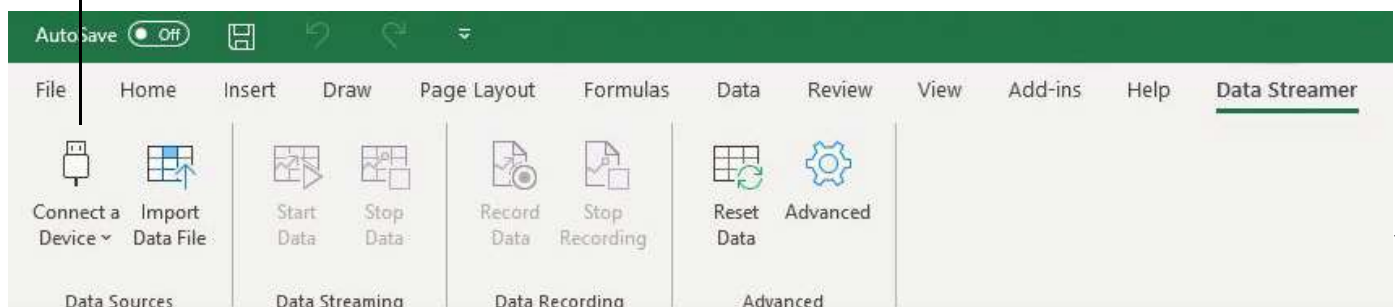 AutoSave Off
File Home Insert Draw Page Layout Formulas Data Review View Add-ins Help Data Streamer
Connect a Import Start Stop Record Stop Reset Advanced
Device Data File Data Data Data Recording Data
Data Sources Data Streaming Data Recording Advanced